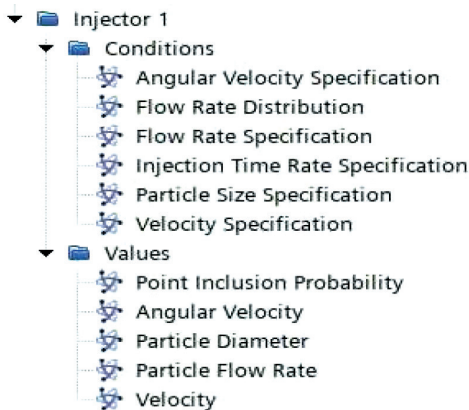 Injector 1
Conditions
Angular Velocity Specification
Flow Rate Distribution
Flow Rate Specification
Injection Time Rate Specification
Particle Size Specification
Velocity Specification
Values
Point Inclusion Probability
Angular Velocity
Particle Diameter
Particle Flow Rate
Velocity